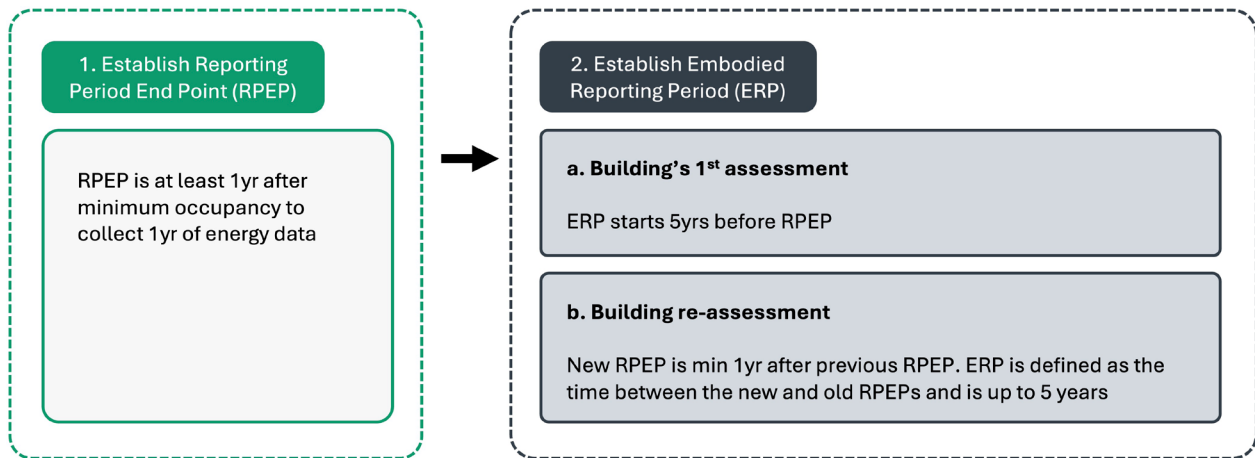 1. Establish Reporting
Period End Point (RPEP)
RPEP is at least 1yr after
minimum occupancy to
collect 1yr of energy data
2. Establish Embodied
Reporting Period (ERP)
a. Building's 1st assessment
ERP starts 5yrs before RPEP
b. Building re-assessment
New RPEP is min 1yr after previous RPEP. ERP is defined as the
time between the new and old RPEPs and is up to 5 years